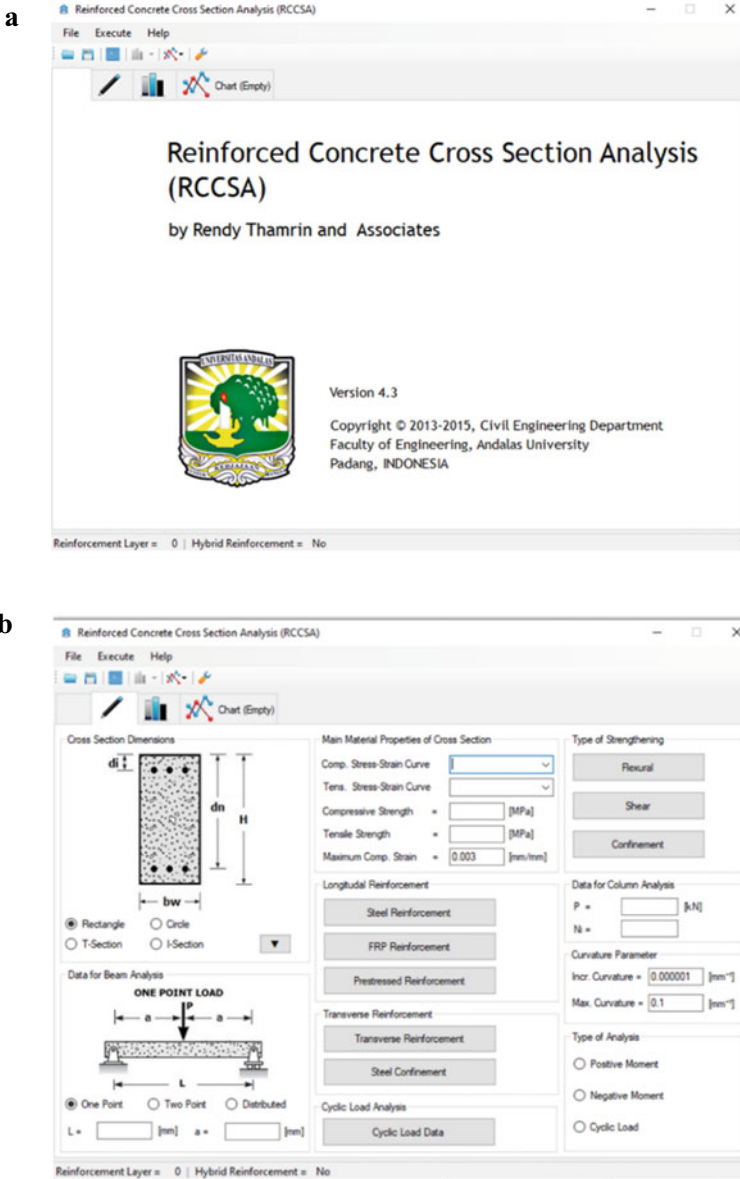 a
Reinforced Concrete Cross Section Analysis (RCCSA)
File Execute Help
Chart (Empty)
Reinforced Concrete Cross Section Analysis
(RCCSA)
by Rendy Thamrin and Associates
UNIVERSITAS ANDALAS
Version 4.3
Copyright © 2013-2015, Civil Engineering Department
Faculty of Engineering, Andalas University
Padang, INDONESIA
Reinforcement Layer = 0 | Hybrid Reinforcement = No
b
Reinforced Concrete Cross Section Analysis (RCCSA)
File Execute Help
Chart (Empty)
Cross Section Dimensions
di
dn
H
bw
Rectangle Circle
T-Section I-Section
Data for Beam Analysis
ONE POINT LOAD
P
a a
L
One Point Two Point Distributed
L = [mm] a = [mm]
Main Material Properties of Cross Section
Comp. Stress-Strain Curve
Tens. Stress-Strain Curve
Compressive Strength = [MPa]
Tensile Strength = [MPa]
Maximum Comp. Strain = 0.003 [mm/mm]
Longitudal Reinforcement
Steel Reinforcement
FRP Reinforcement
Prestressed Reinforcement
Transverse Reinforcement
Transverse Reinforcement
Steel Confinement
Cyclic Load Analysis
Cyclic Load Data
Type of Strengthening
Flexural
Shear
Confinement
Data for Column Analysis
P = [kN]
Ni =
Curvature Parameter
Incr. Curvature = 0.000001 [mm⁻¹]
Max. Curvature = 0.1 [mm⁻¹]
Type of Analysis
Positive Moment
Negative Moment
Cyclic Load
Reinforcement Layer = 0 | Hybrid Reinforcement = No